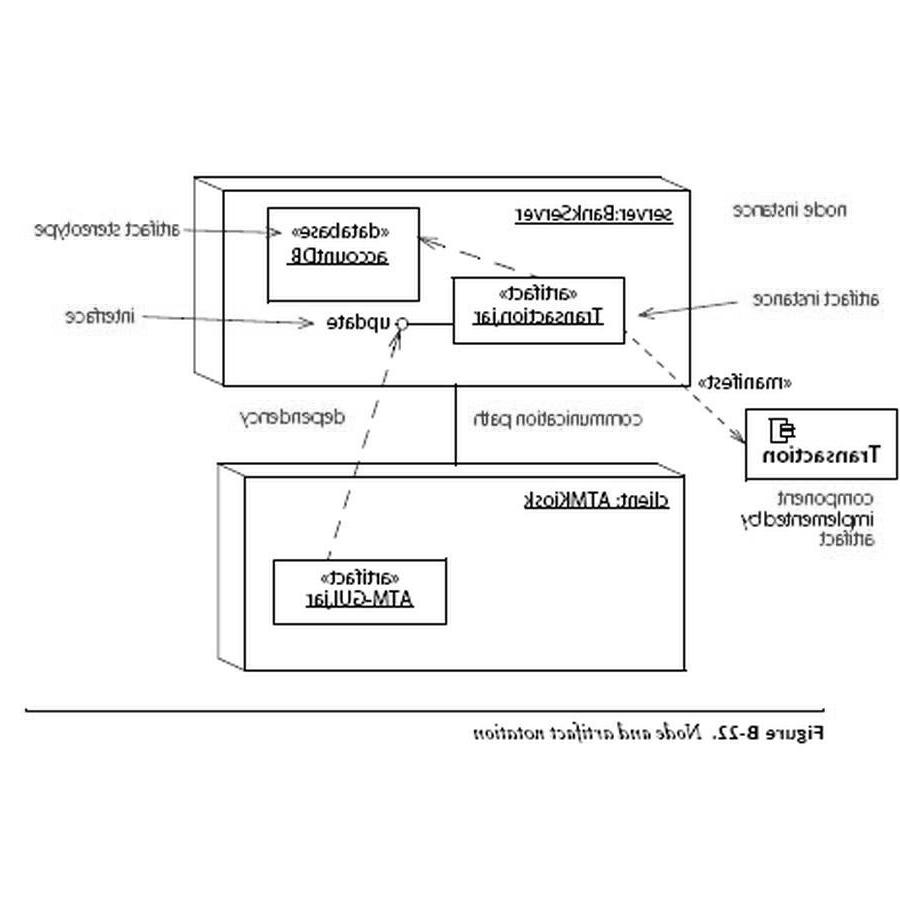 node instance
server:BankServer
«database»
accountDB
artifact stereotype
«artifact»
Transaction.jar
artifact instance
update
interface
«manifest»
communication path
dependency
Transaction
component
implemented by
artifact
client: ATMKiosk
«artifact»
ATM-GUI.jar
Figure B-22. Node and artifact notation